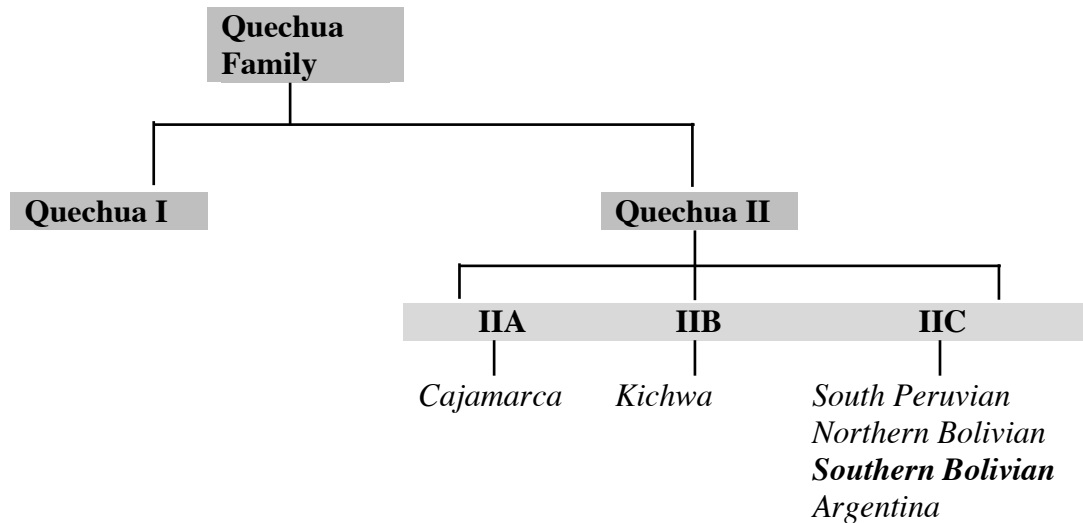 Quechua
Family
Quechua I
Quechua II
IIA
IIB
IIC
Cajamarca
Kichwa
South Peruvian
Northern Bolivian
Southern Bolivian
Argentina